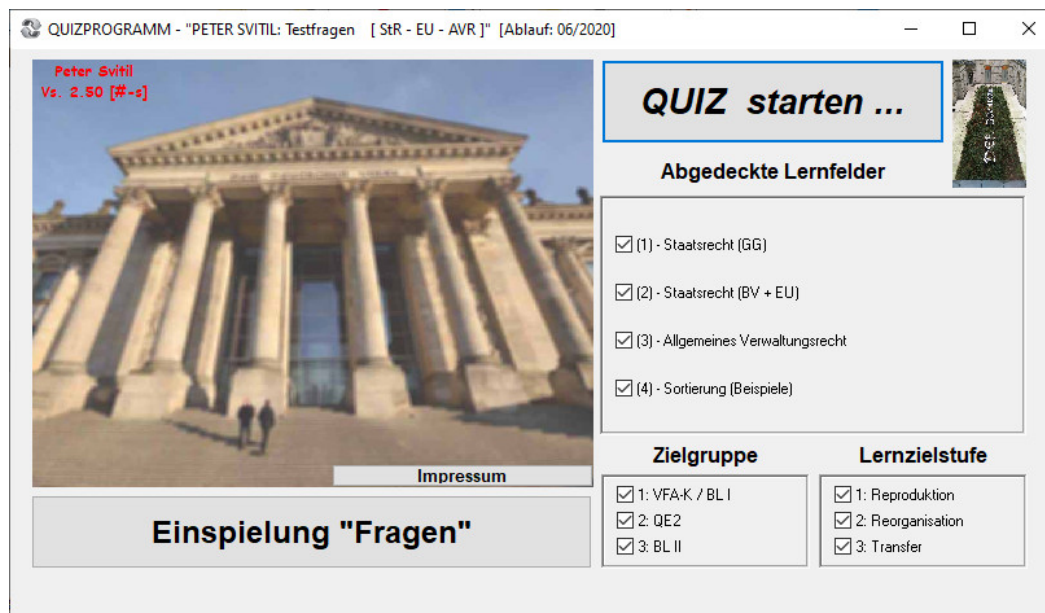 QUIZPROGRAMM - "PETER SVITIL: Testfragen [ StR - EU - AVR ]" [Ablauf: 06/2020]
Peter Svitil
Vs. 2.50 [#-s]
QUIZ starten ...
Abgedeckte Lernfelder
(1) - Staatsrecht (GG)
(2) - Staatsrecht (BV + EU)
(3) - Allgemeines Verwaltungsrecht
(4) - Sortierung (Beispiele)
Impressum
Einspielung "Fragen"
Zielgruppe
1: VFA-K / BL I
2: QE2
3: BL II
Lernzielstufe
1: Reproduktion
2: Reorganisation
3: Transfer